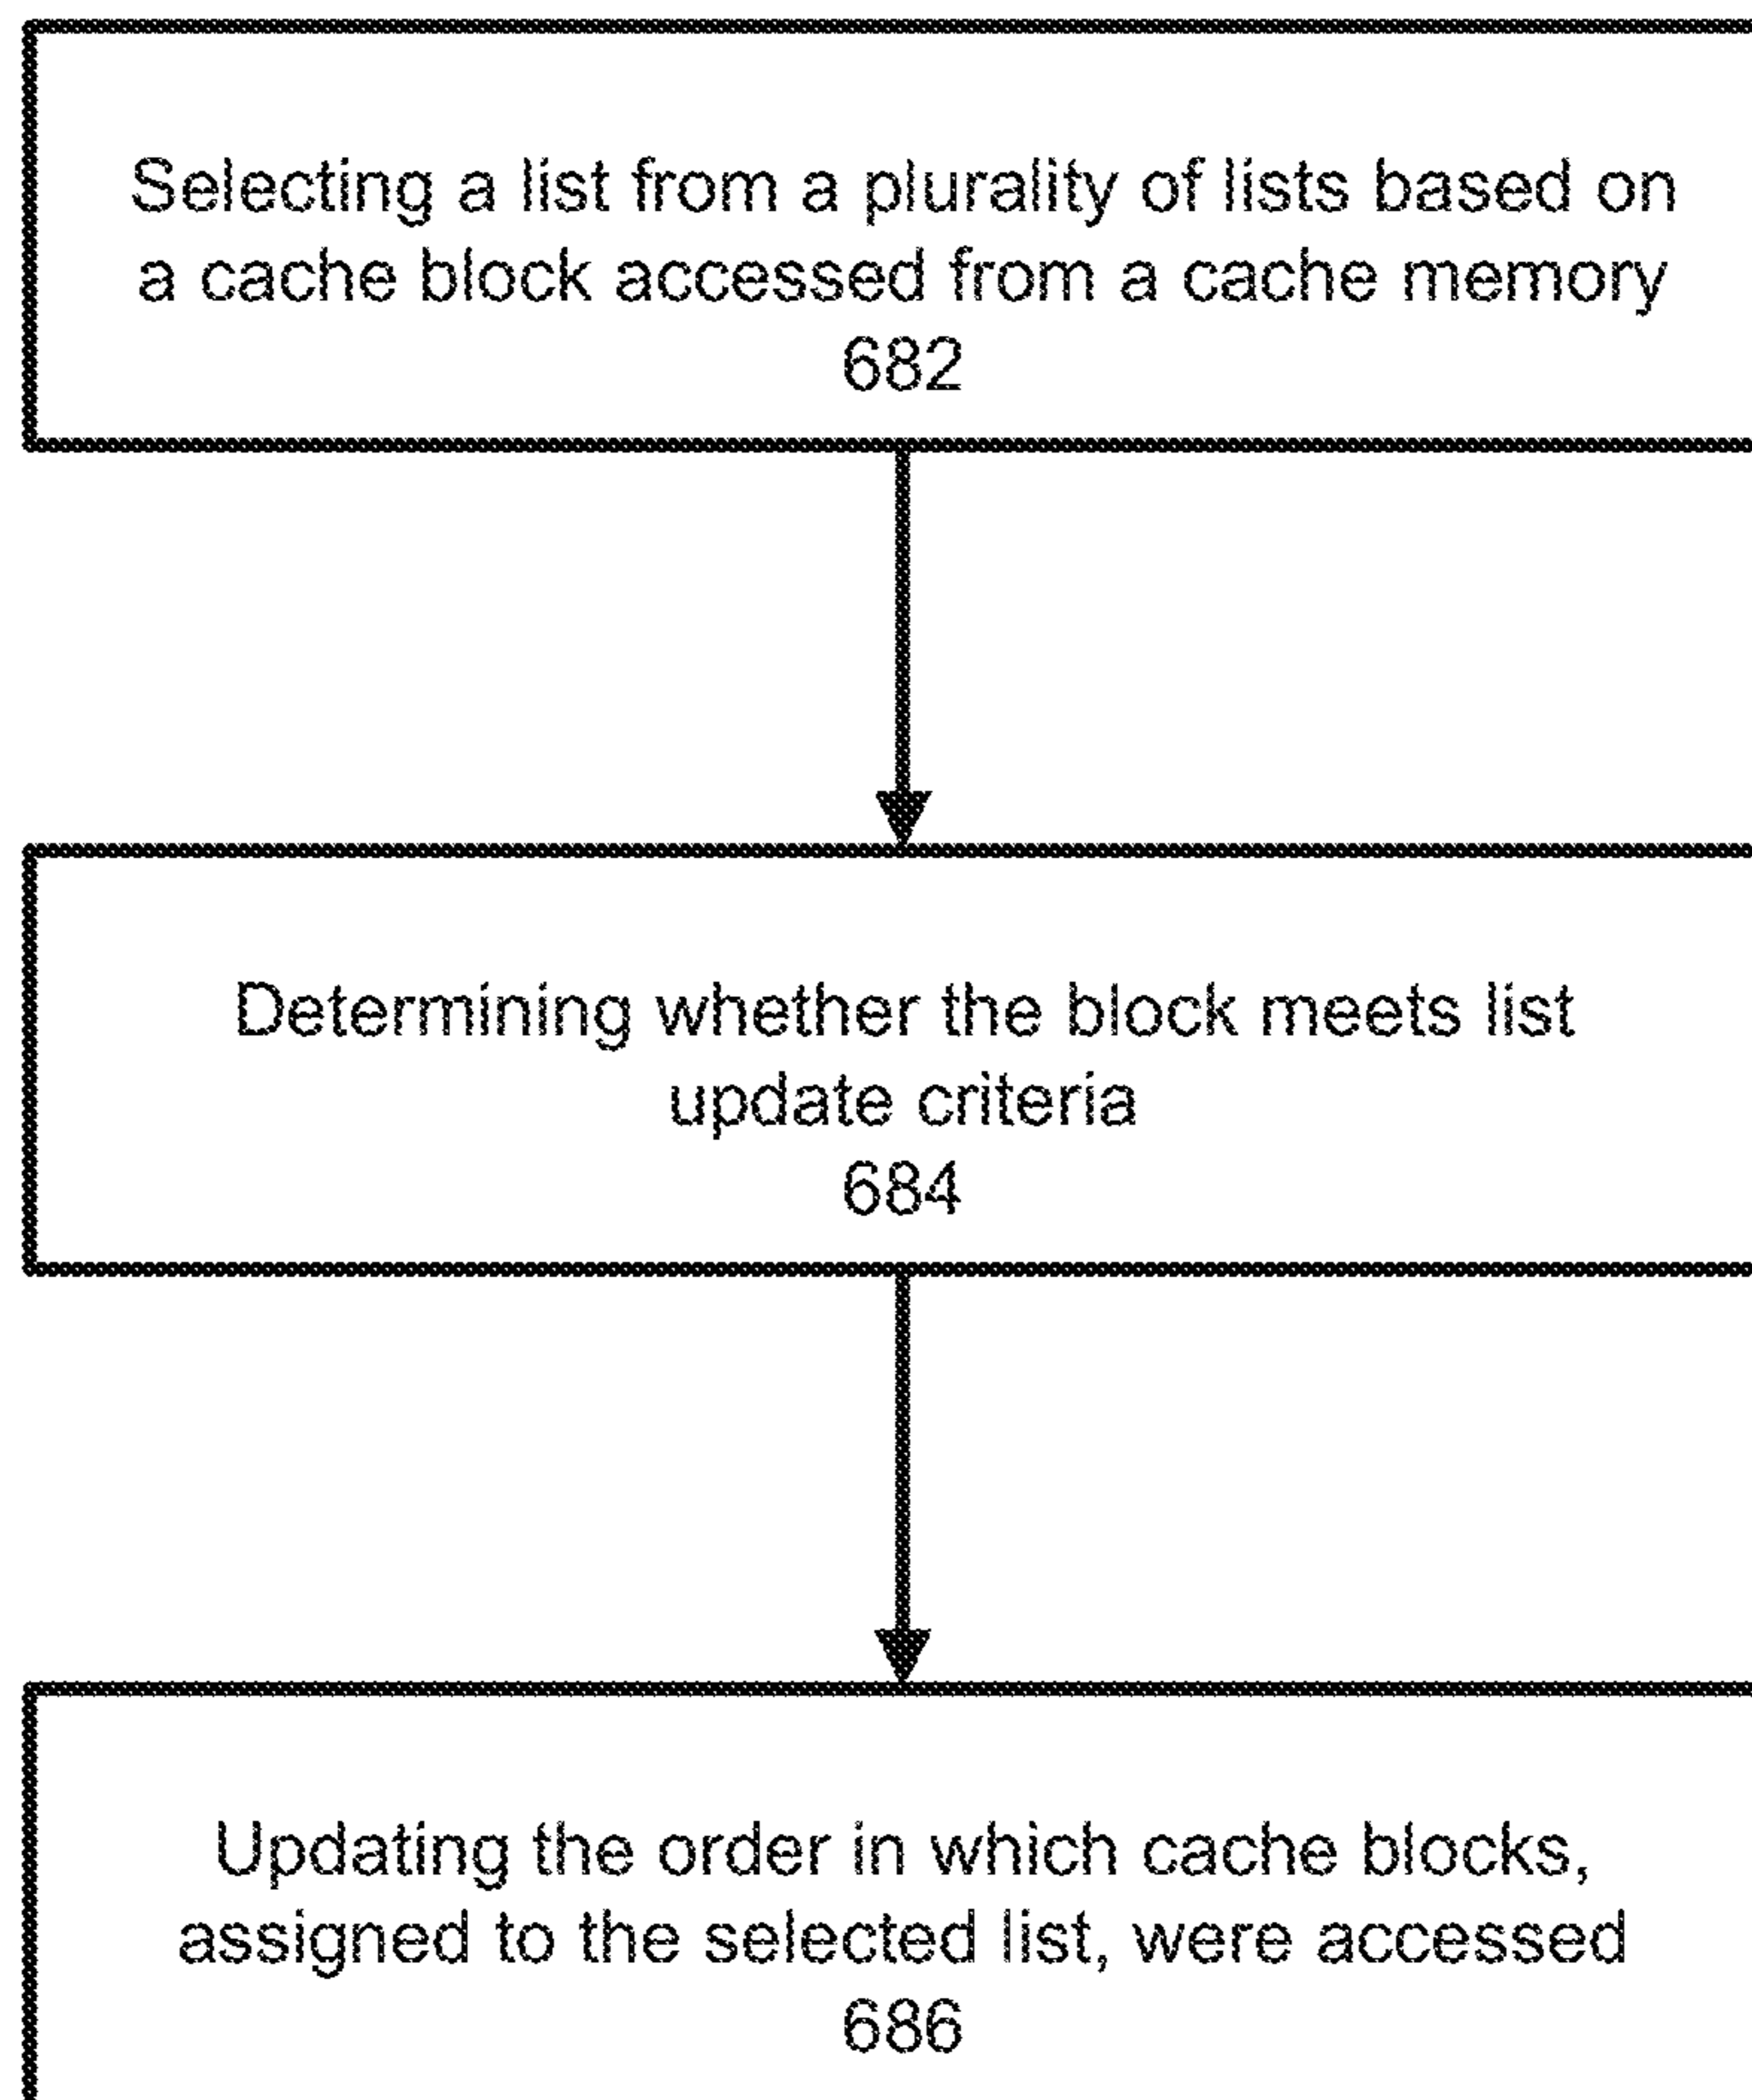 Selecting a list from a plurality of lists based on
a cache block accessed from a cache memory
682
Determining whether the block meets list
update criteria
684
Updating the order in which cache blocks,
assigned to the selected list, were accessed
686